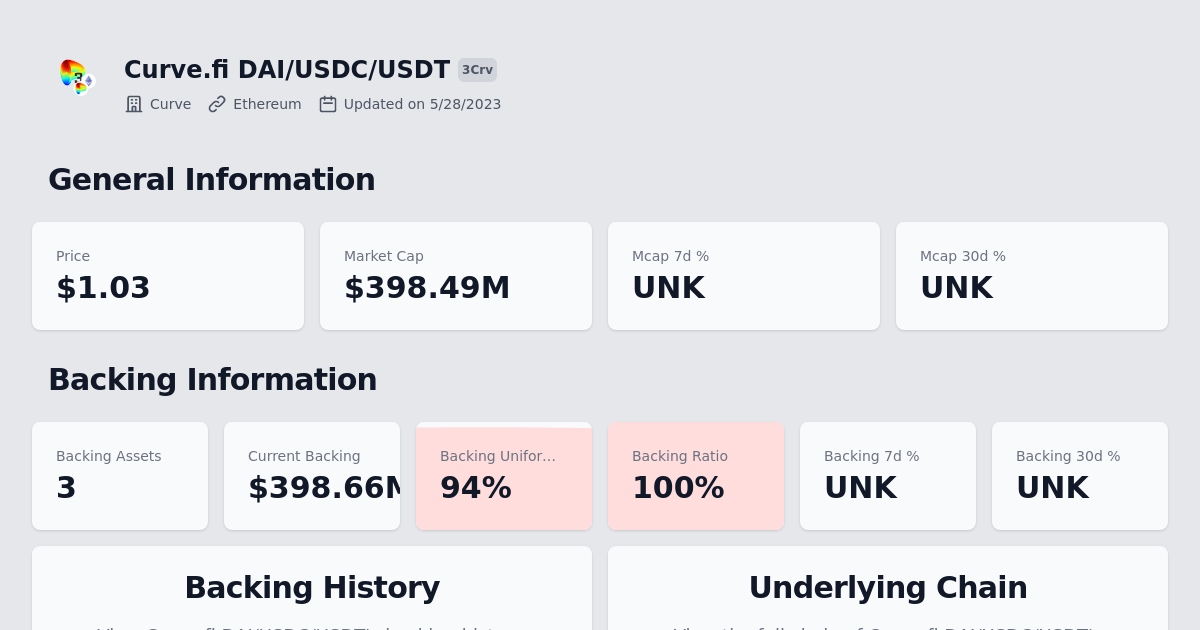 Curve.fi DAI/USDC/USDT 3Crv
Curve Ethereum Updated on 5/28/2023
General Information
Price Market Cap Mcap 7d % Mcap 30d %
$1.03 $398.49M UNK UNK
Backing Information
Backing Assets Current Backing Backing Unifor... Backing Ratio Backing 7d % Backing 30d %
3 $398.66M 94% 100% UNK UNK
Backing History Underlying Chain